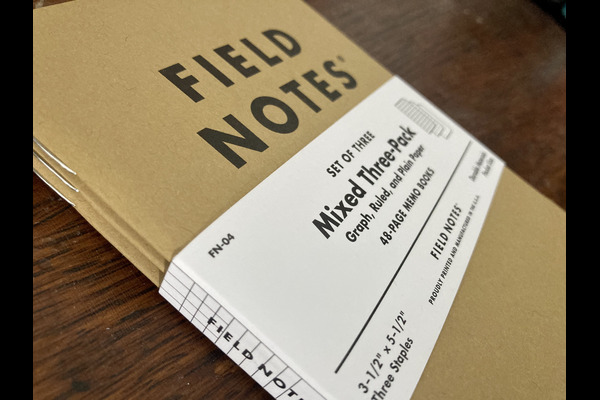 FIELD
NOTES
SET OF THREE
Mixed Three-Pack
Graph, Ruled, and Plain Paper
48-PAGE MEMO BOOKS
FN-04
FIELD NOTES
PROUDLY PRINTED AND MANUFACTURED IN THE U.S.A.
3-1/2" x 5-1/2"
Three Staples
FIELD NOTE